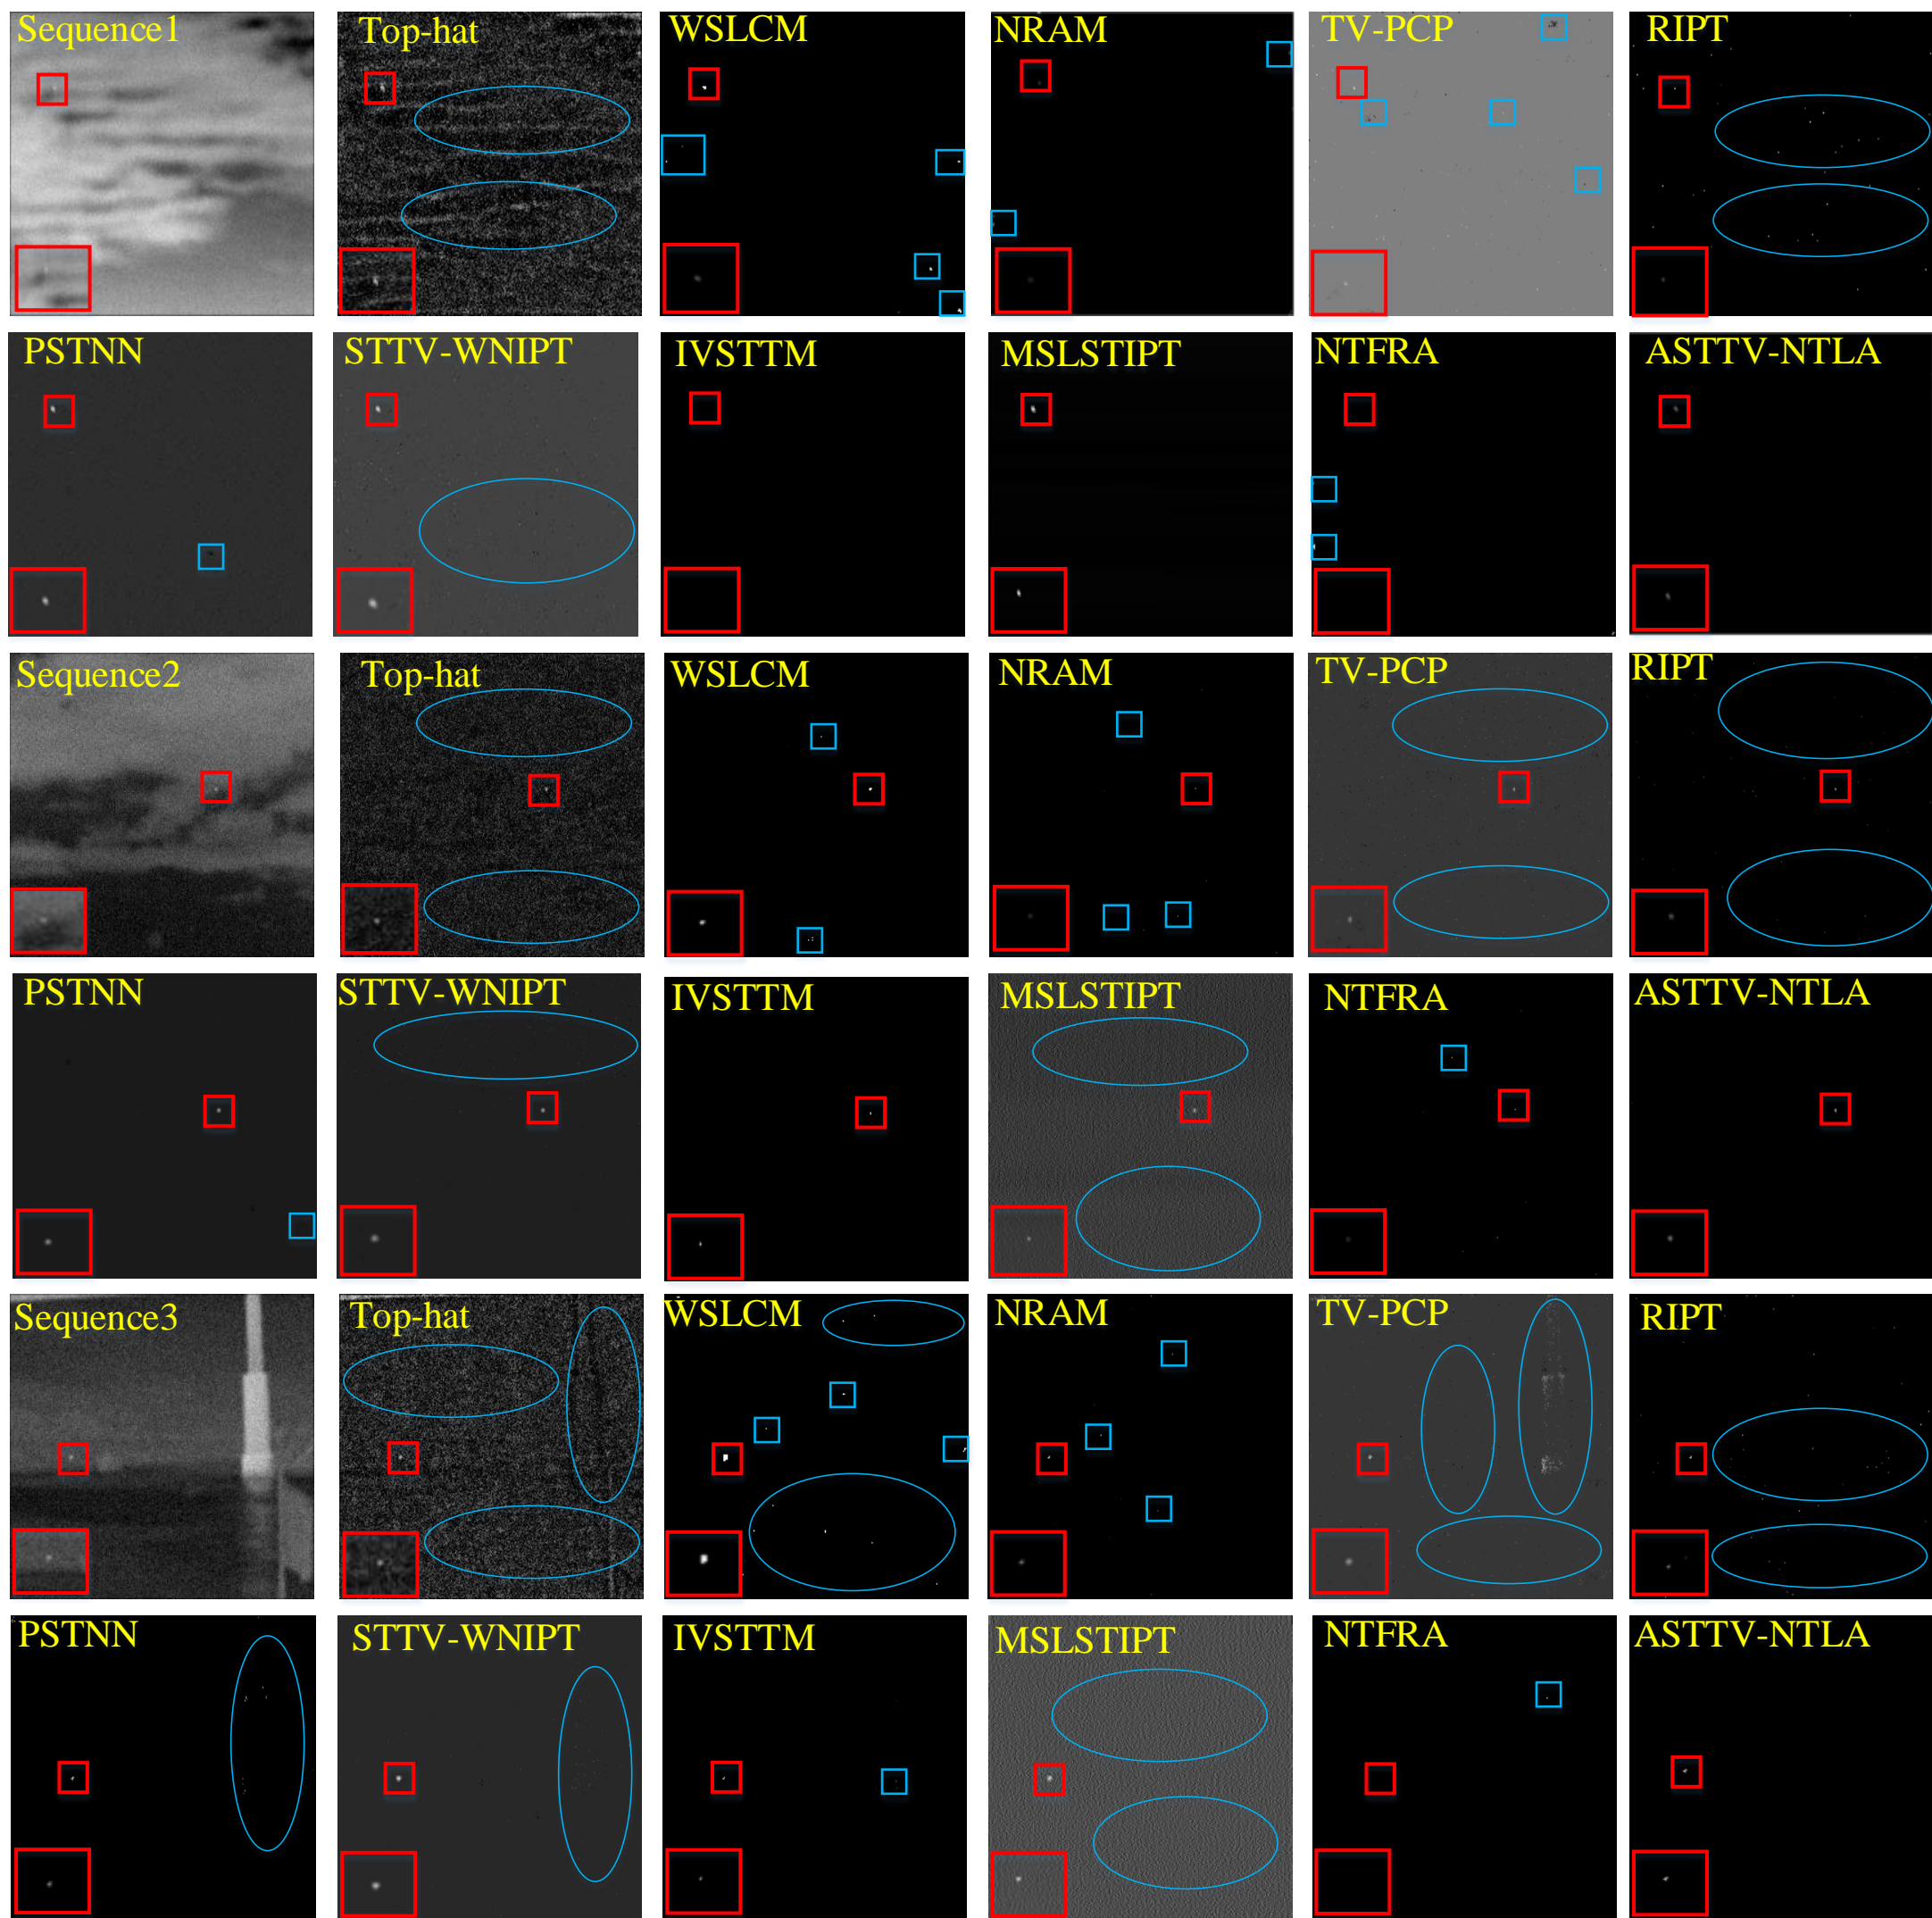 Sequence1
Top-hat
WSLCM
NRAM
TV-PCP
RIPT
PSTNN
STTV-WNIPT
IVSTTM
MSLSTIPT
NTFRA
ASTTV-NTLA
Sequence2
Top-hat
WSLCM
NRAM
TV-PCP
RIPT
PSTNN
STTV-WNIPT
IVSTTM
MSLSTIPT
NTFRA
ASTTV-NTLA
Sequence3
Top-hat
WSLCM
NRAM
TV-PCP
RIPT
PSTNN
STTV-WNIPT
IVSTTM
MSLSTIPT
NTFRA
ASTTV-NTLA